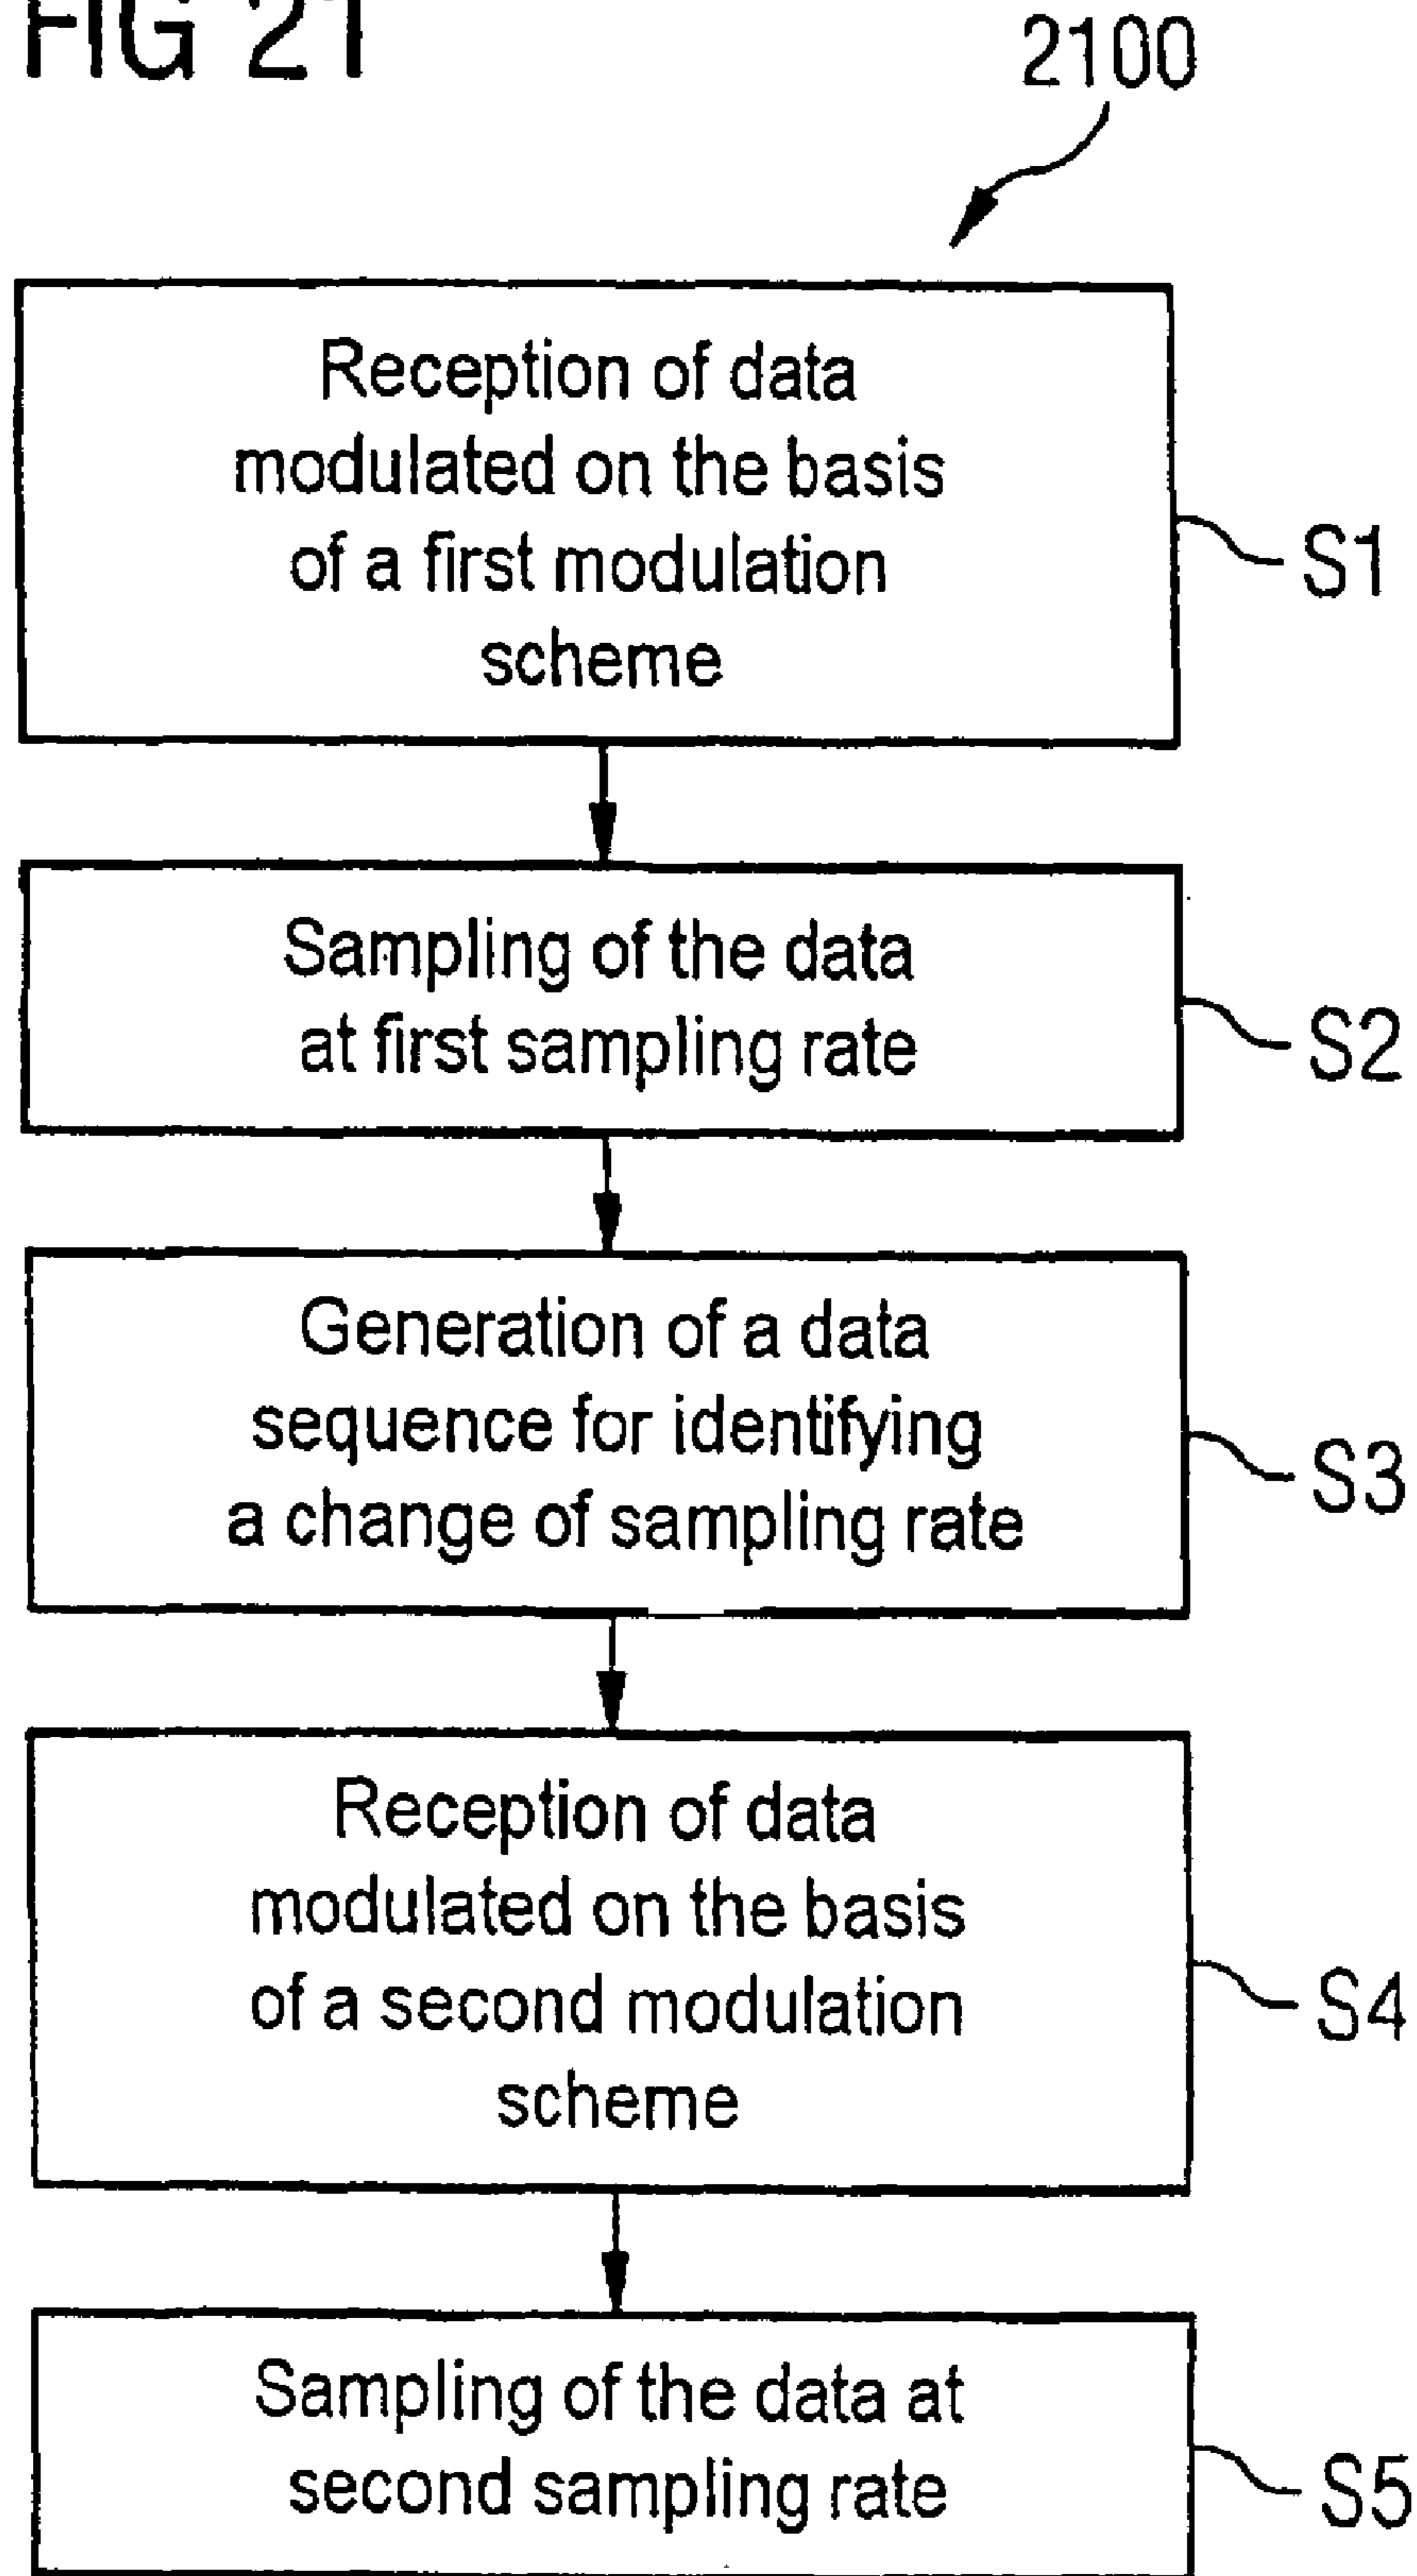 FIG 21
2100
Reception of data
modulated on the basis
of a first modulation
scheme
S1
Sampling of the data
at first sampling rate
S2
Generation of a data
sequence for identifying
a change of sampling rate
S3
Reception of data
modulated on the basis
of a second modulation
scheme
S4
Sampling of the data at
second sampling rate
S5